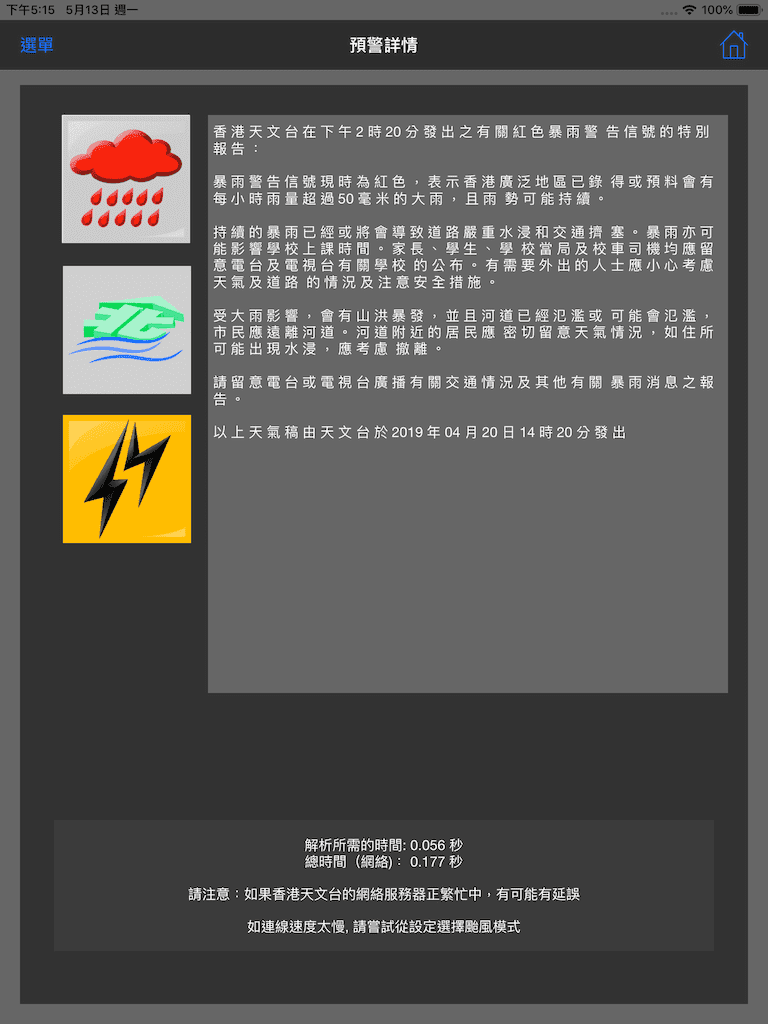 下午5:15 5月13日 週一
100%
選單
預警詳情
香港天文台在下午2時20分發出之有關紅色暴雨警 告信號的特別
報告：
暴雨警告信號現時為紅色，表示香港廣泛地區已錄 得或預料會有
每小時雨量超過50毫米的大雨，且雨 勢可能持續。
持續的暴雨已經或將會導致道路嚴重水浸和交通擠 塞。暴雨亦可
能影響學校上課時間。家長、學生、學 校當局及校車司機均應留
意電台及電視台有關學校 的公布。有需要外出的人士應小心考慮
天氣及道路 的情況及注意安全措施。
受大雨影響，會有山洪暴發，並且河道已經氾濫或 可能會氾濫，
市民應遠離河道。河道附近的居民應 密切留意天氣情況，如住所
可能出現水浸，應考慮 撤離。
請留意電台或電視台廣播有關交通情況及其他有關 暴雨消息之報
告。
以上天氣稿由天文台於2019年04月20日14時20分發出
解析所需的時間: 0.056 秒
總時間（網絡)： 0.177 秒
請注意：如果香港天文台的網絡服務器正繁忙中，有可能有延誤
如連線速度太慢, 請嘗試從設定選擇颱風模式